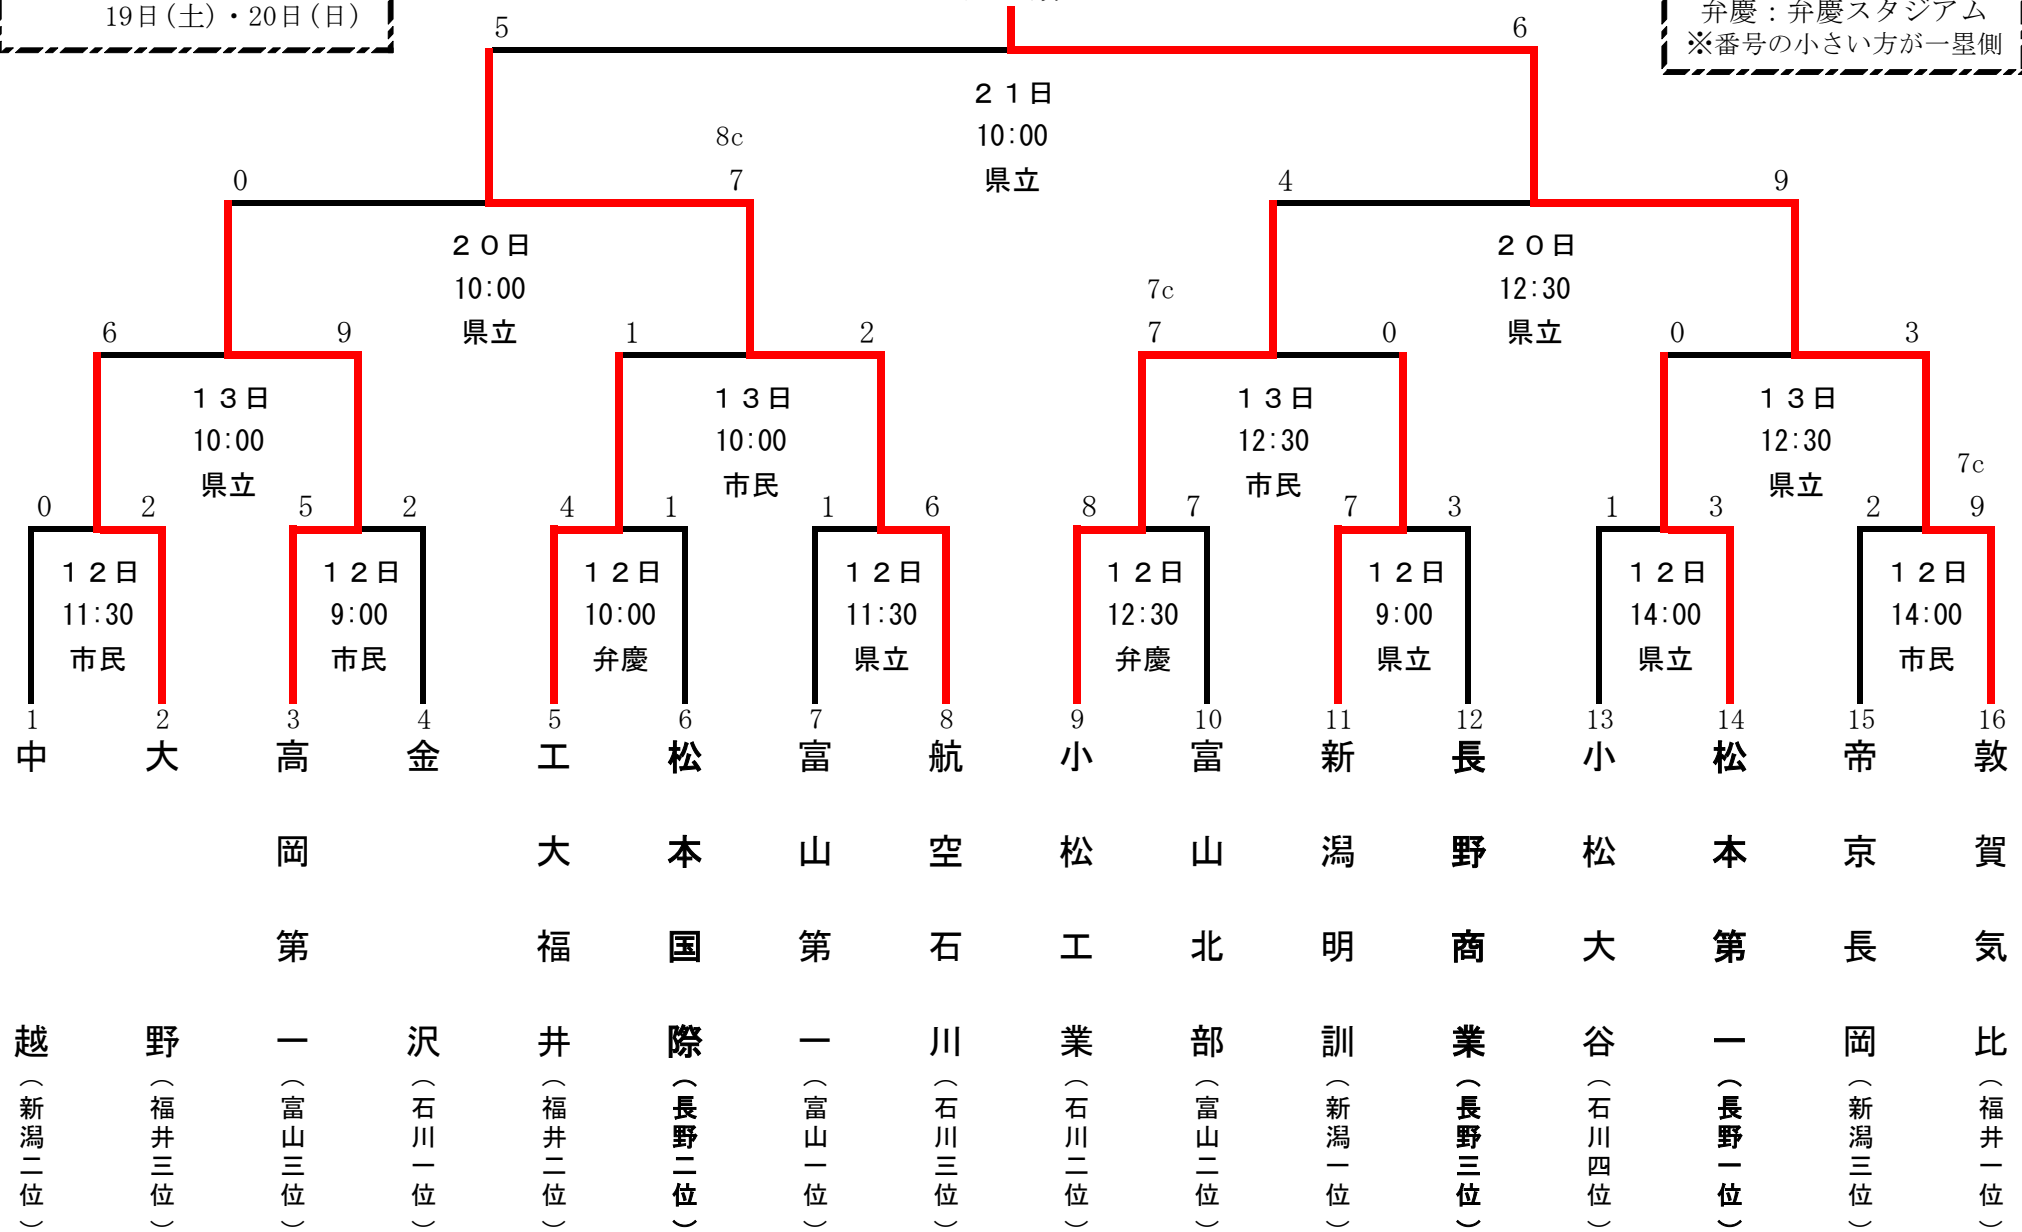 19日(土)・20日(日)
弁慶：弁慶スタジアム
※番号の小さい方が一塁側
5
6
２１日
10:00
県立
8c
0
7
4
9
２０日
10:00
県立
２０日
12:30
県立
7c
6
9
1
2
7
0
0
3
１３日
10:00
県立
１３日
10:00
市民
１３日
12:30
市民
１３日
12:30
県立
7c
0
2
5
2
4
1
1
6
8
7
7
3
1
3
2
9
１２日
11:30
市民
１２日
9:00
市民
１２日
10:00
弁慶
１２日
11:30
県立
１２日
12:30
弁慶
１２日
9:00
県立
１２日
14:00
県立
１２日
14:00
市民
1
中越（新潟二位）
2
大野（福井三位）
3
高岡第一（富山三位）
4
金沢（石川一位）
5
工大福井（福井二位）
6
松本国際（長野二位）
7
富山第一（富山一位）
8
航空石川（石川三位）
9
小松工業（石川二位）
10
富山北部（富山二位）
11
新潟明訓（新潟一位）
12
長野商業（長野三位）
13
小松大谷（石川四位）
14
松本第一（長野一位）
15
帝京長岡（新潟三位）
16
敦賀気比（福井一位）